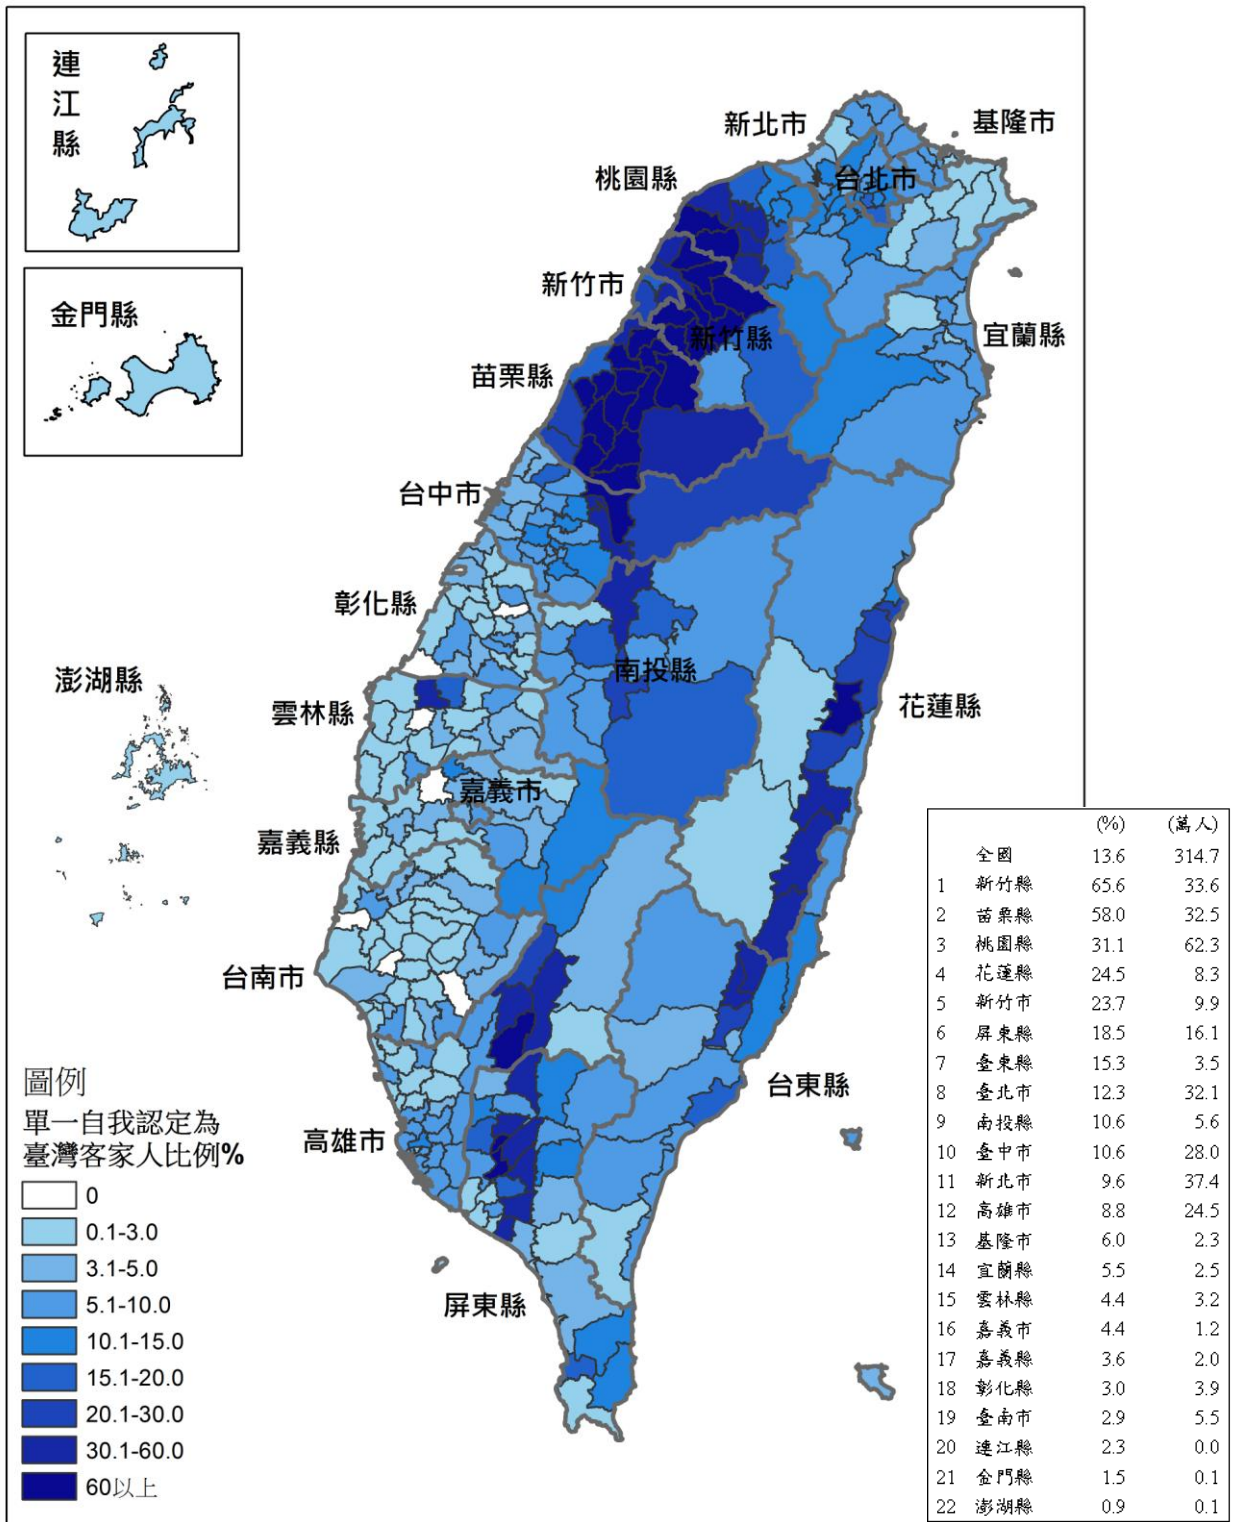 連江縣
金門縣
新北市
基隆市
桃園縣
台北市
新竹市
新竹縣
宜蘭縣
苗栗縣
台中市
彰化縣
南投縣
澎湖縣
雲林縣
花蓮縣
嘉義市
嘉義縣
台南市
台東縣
高雄市
屏東縣
圖例
單一自我認定為
臺灣客家人比例%
0
0.1-3.0
3.1-5.0
5.1-10.0
10.1-15.0
15.1-20.0
20.1-30.0
30.1-60.0
60以上
(%) (萬人)
全國 13.6 314.7
1 新竹縣 65.6 33.6
2 苗栗縣 58.0 32.5
3 桃園縣 31.1 62.3
4 花蓮縣 24.5 8.3
5 新竹市 23.7 9.9
6 屏東縣 18.5 16.1
7 臺東縣 15.3 3.5
8 臺北市 12.3 32.1
9 南投縣 10.6 5.6
10 臺中市 10.6 28.0
11 新北市 9.6 37.4
12 高雄市 8.8 24.5
13 基隆市 6.0 2.3
14 宜蘭縣 5.5 2.5
15 雲林縣 4.4 3.2
16 嘉義市 4.4 1.2
17 嘉義縣 3.6 2.0
18 彰化縣 3.0 3.9
19 臺南市 2.9 5.5
20 連江縣 2.3 0.0
21 金門縣 1.5 0.1
22 澎湖縣 0.9 0.1